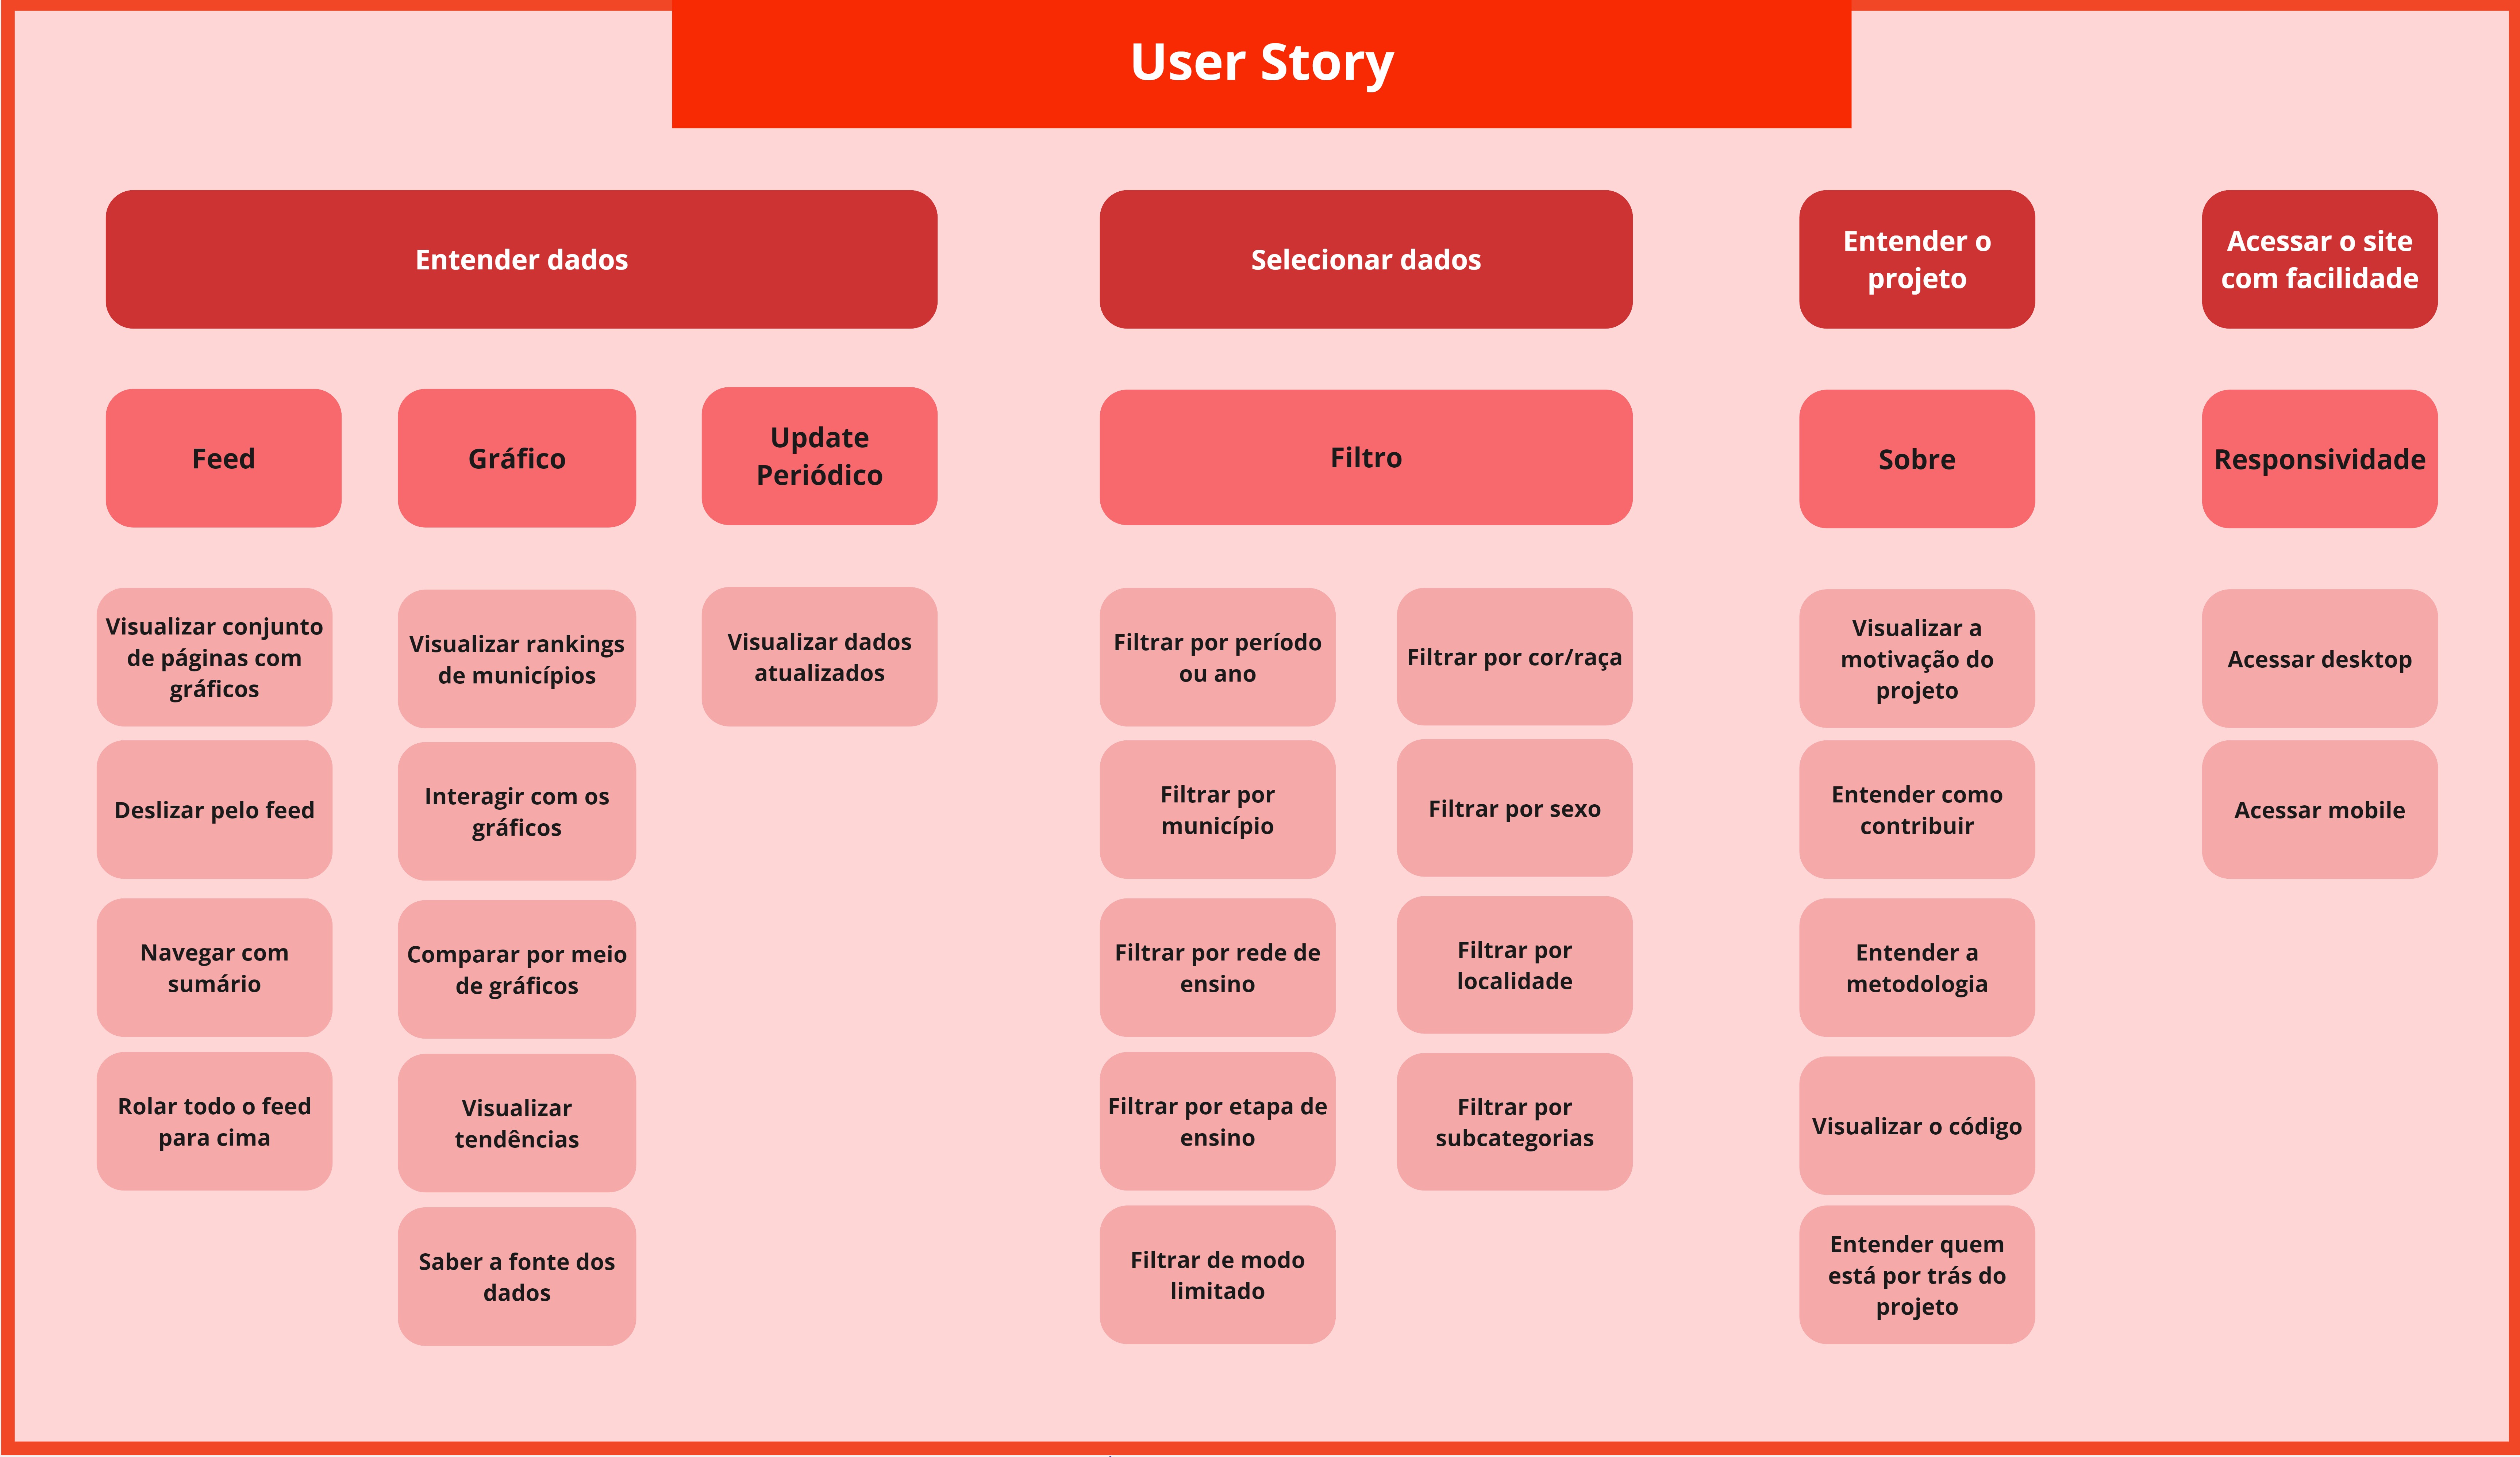 User Story
Entender dados
Selecionar dados
Entender o
projeto
Acessar o site
com facilidade
Feed
Gráfico
Update
Periódico
Filtro
Sobre
Responsividade
Visualizar conjunto
de páginas com
gráficos
Deslizar pelo feed
Navegar com
sumário
Rolar todo o feed
para cima
Visualizar rankings
de municípios
Interagir com os
gráficos
Comparar por meio
de gráficos
Visualizar
tendências
Saber a fonte dos
dados
Visualizar dados
atualizados
Filtrar por período
ou ano
Filtrar por
município
Filtrar por rede de
ensino
Filtrar por etapa de
ensino
Filtrar de modo
limitado
Filtrar por cor/raça
Filtrar por sexo
Filtrar por
localidade
Filtrar por
subcategorias
Visualizar a
motivação do
projeto
Entender como
contribuir
Entender a
metodologia
Visualizar o código
Entender quem
está por trás do
projeto
Acessar desktop
Acessar mobile